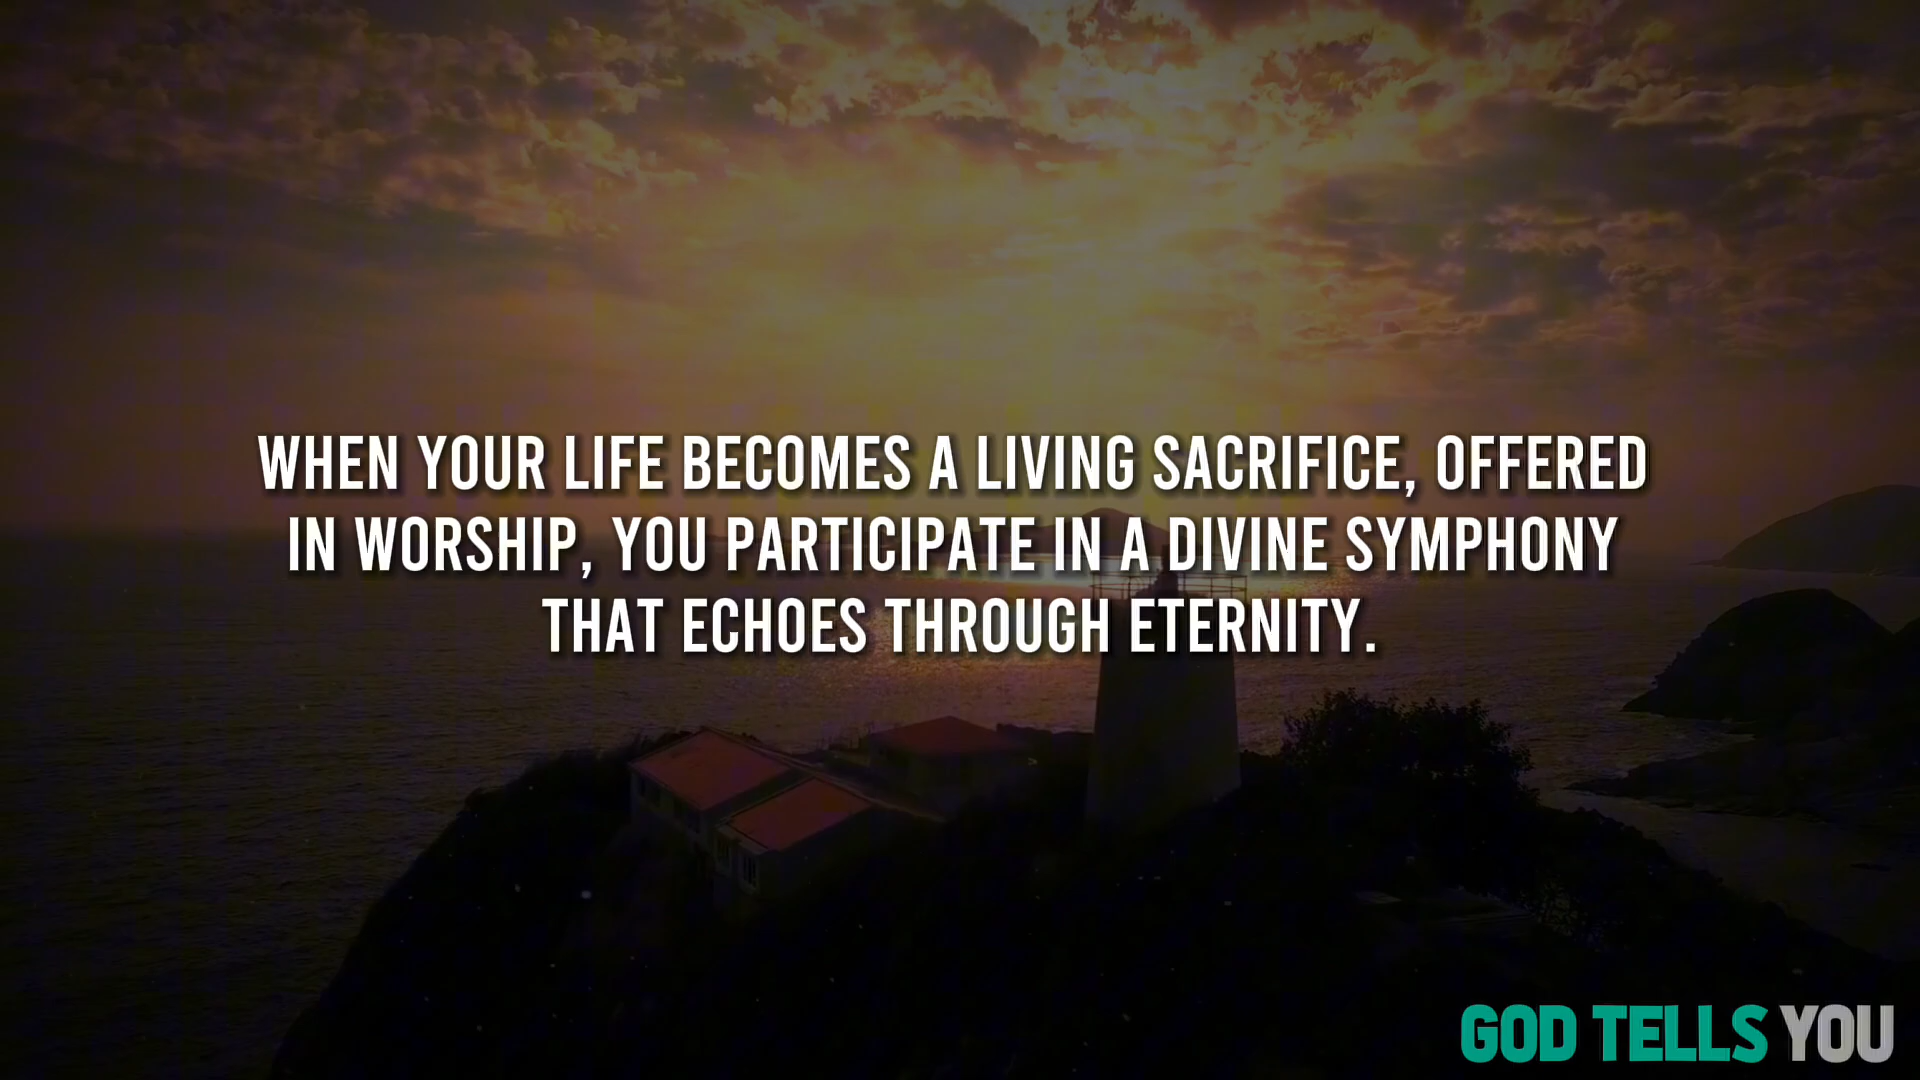 WHEN YOUR LIFE BECOMES A LIVING SACRIFICE, OFFERED
IN WORSHIP, YOU PARTICIPATE IN A DIVINE SYMPHONY
THAT ECHOES THROUGH ETERNITY.
GOD TELLS YOU